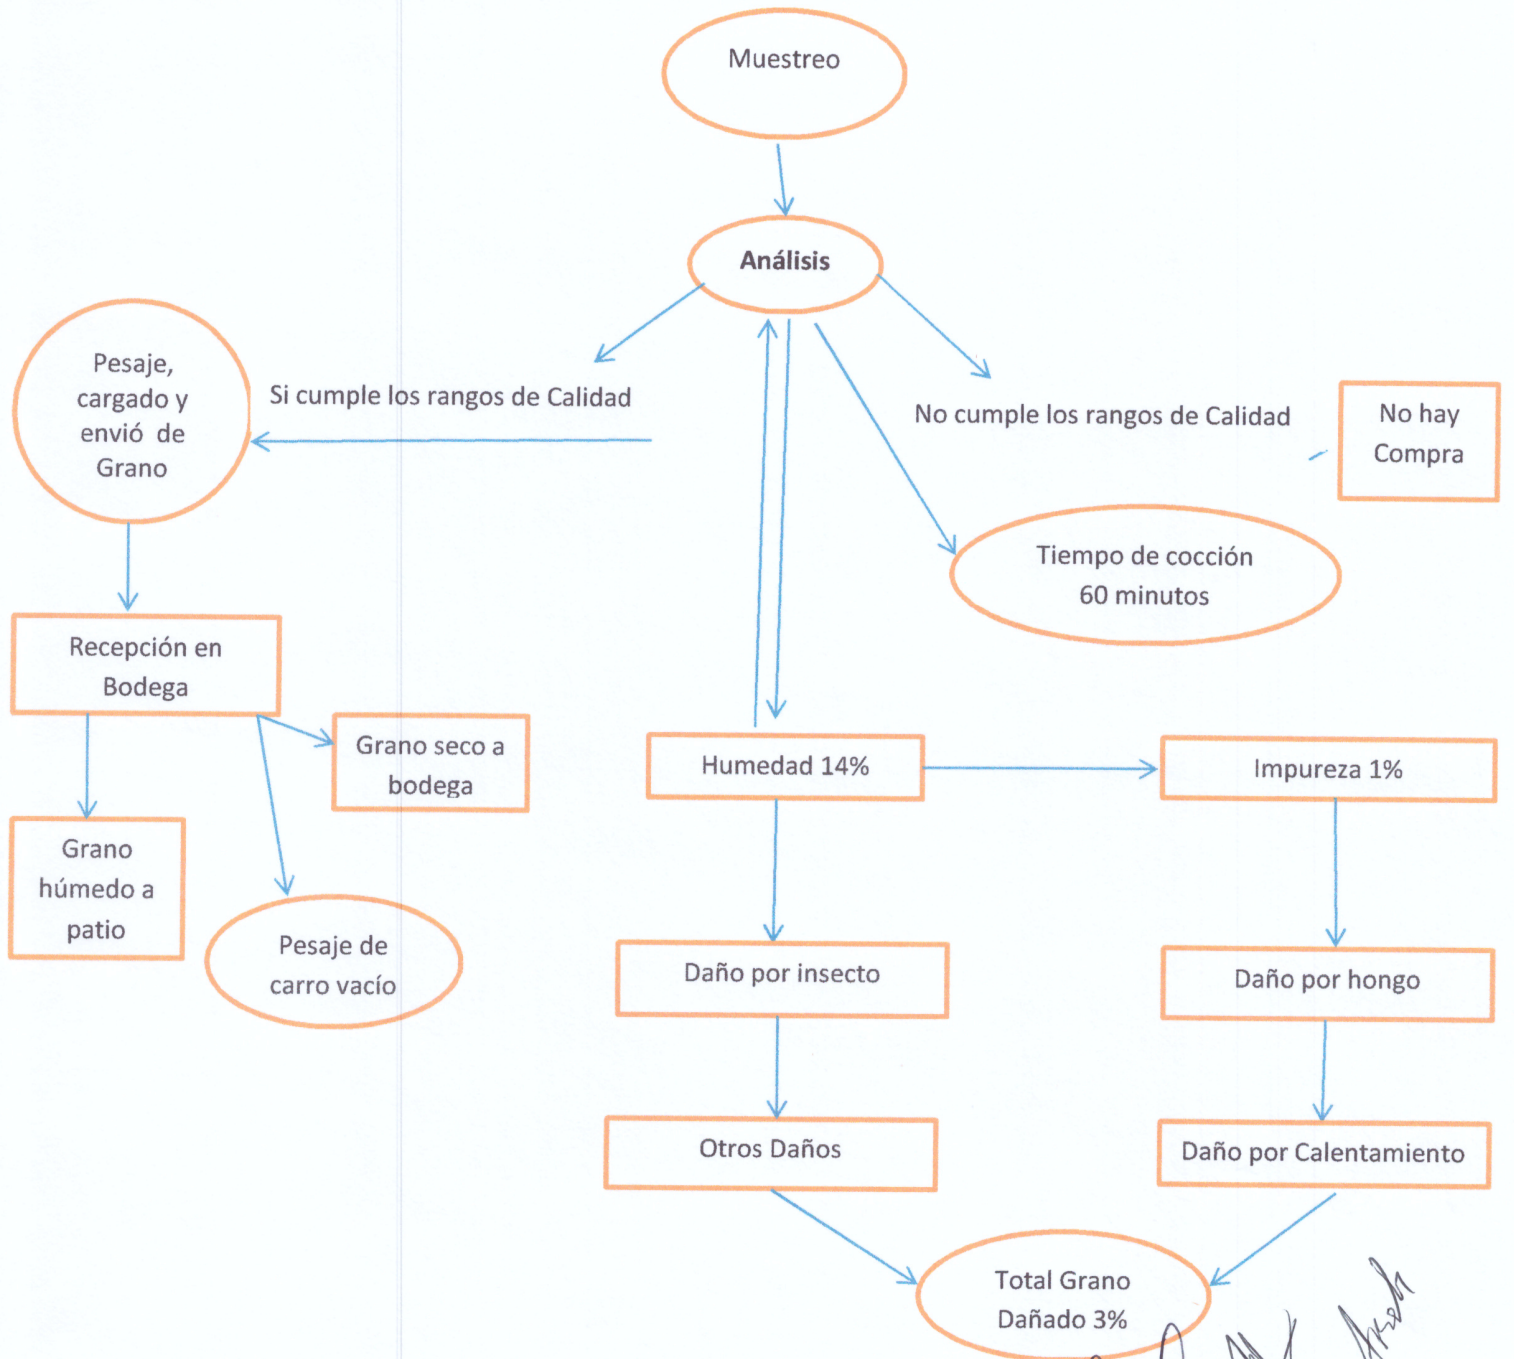 Muestreo
Análisis
Pesaje,
cargado y
envió de
Grano
Si cumple los rangos de Calidad
No cumple los rangos de Calidad
No hay
Compra
Tiempo de cocción
60 minutos
Recepción en
Bodega
Grano seco a
bodega
Humedad 14%
Impureza 1%
Grano
húmedo a
patio
Pesaje de
carro vacío
Daño por insecto
Daño por hongo
Otros Daños
Daño por Calentamiento
Total Grano
Dañado 3%